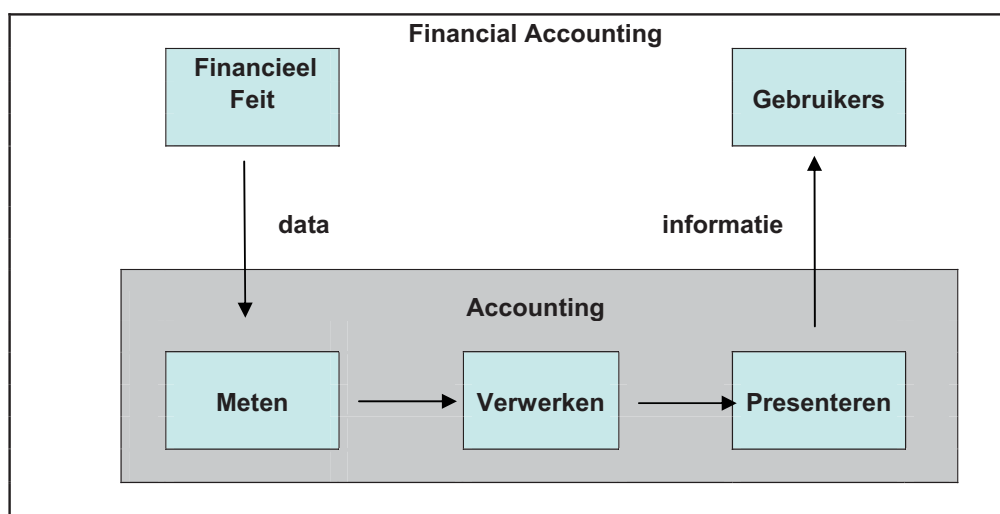 Financial Accounting
Financieel
Feit
Gebruikers
data
informatie
Accounting
Meten
Verwerken
Presenteren